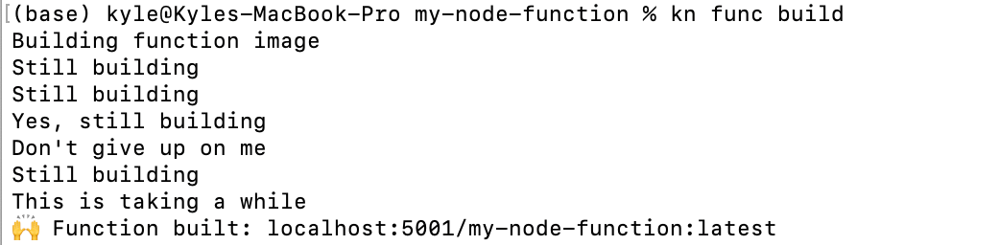 (base) kyle@Kyles-MacBook-Pro my-node-function % kn func build
Building function image
Still building
Still building
Yes, still building
Don't give up on me
Still building
This is taking a while
🙌 Function built: localhost:5001/my-node-function:latest